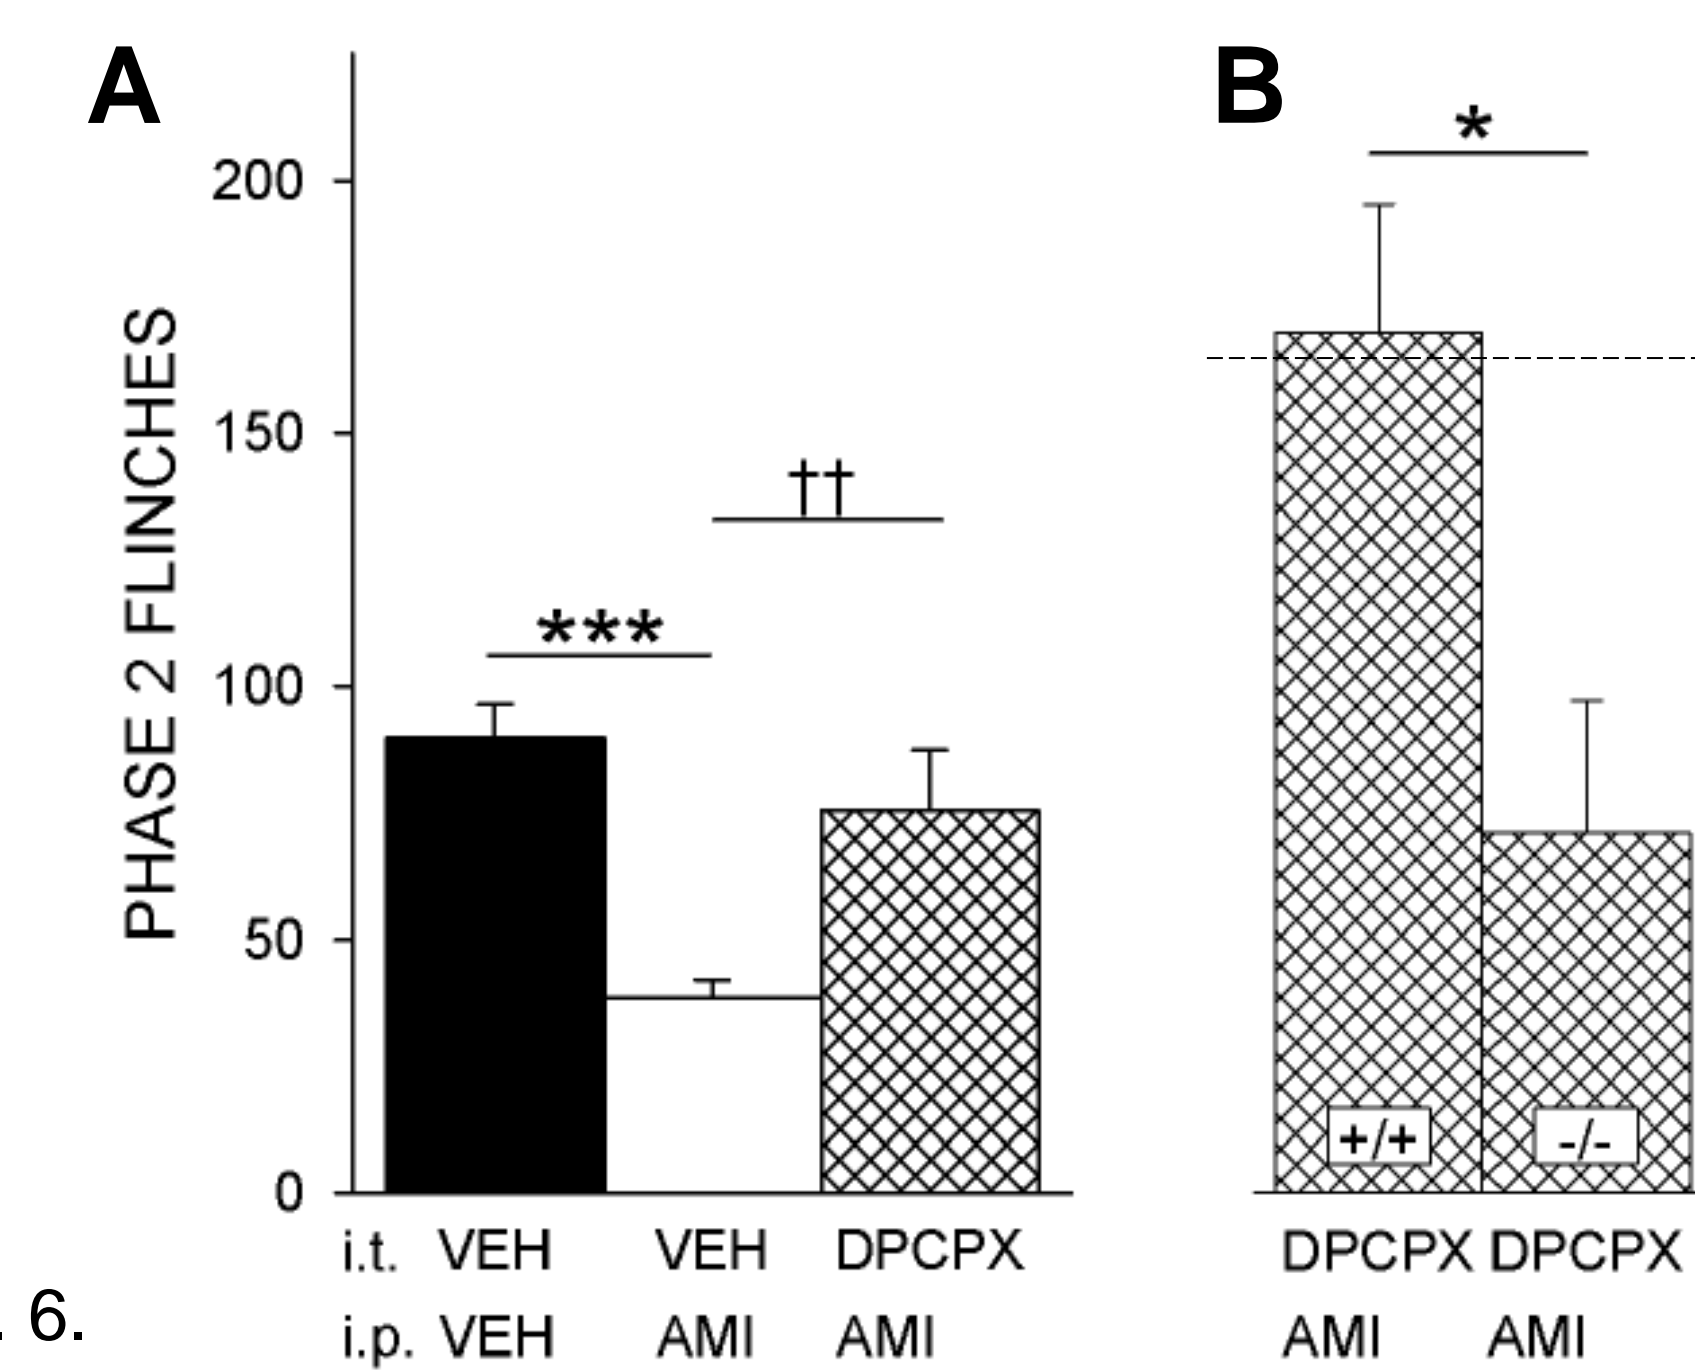 A
B
*
200
150
††
***
100
50
0
PHASE 2 FLINCHES
+/+ -/-
i.t. VEH VEH DPCPX DPCPX DPCPX
i.p. VEH AMI AMI AMI AMI
. 6.